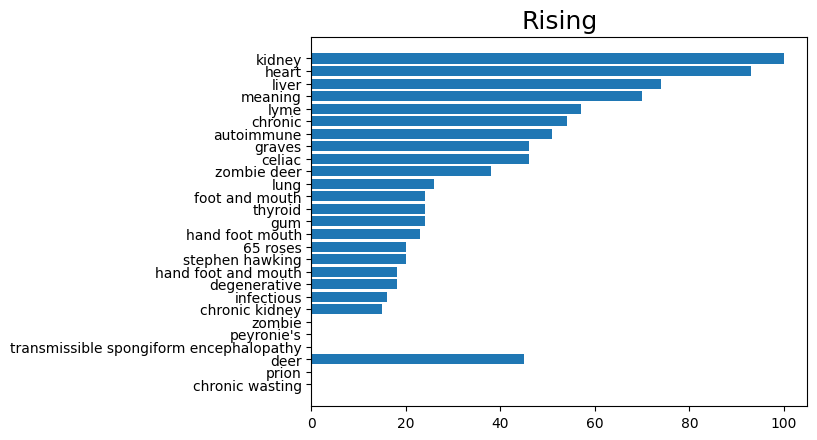 Rising
kidney
heart
liver
meaning
lyme
chronic
autoimmune
graves
celiac
zombie deer
lung
foot and mouth
thyroid
gum
hand foot mouth
65 roses
stephen hawking
hand foot and mouth
degenerative
infectious
chronic kidney
zombie
peyronie's
transmissible spongiform encephalopathy
deer
prion
chronic wasting
0 20 40 60 80 100